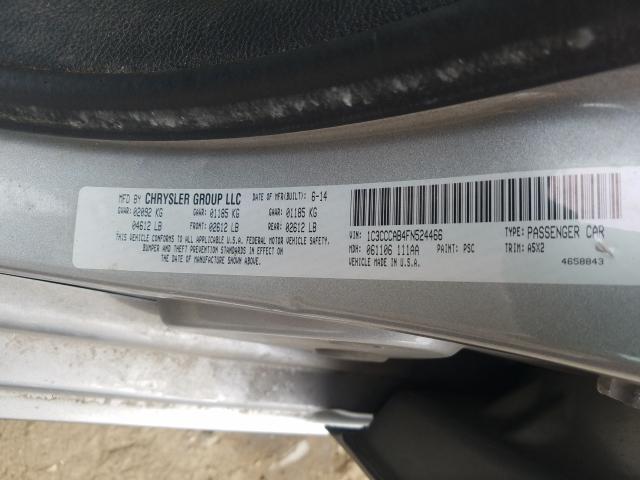 MFD BY CHRYSLER GROUP LLC DATE OF MFR(BUILT): 6-14
GVWR: 02092 KG GAWR: 01185 KG GAWR: 01185 KG
04612 LB FRONT: 02612 LB REAR: 02612 LB
THIS VEHICLE CONFORMS TO ALL APPLICABLE U.S.A. FEDERAL MOTOR VEHICLE SAFETY,
BUMPER AND THEFT PREVENTION STANDARDS IN EFFECT ON
THE DATE OF MANUFACTURE SHOWN ABOVE.
VIN: 1C3CCCAB4FN524466 TYPE: PASSENGER CAR
MDH: 061106 111AA PAINT: PSC TRIM: A5X2
VEHICLE MADE IN U.S.A. 4658843